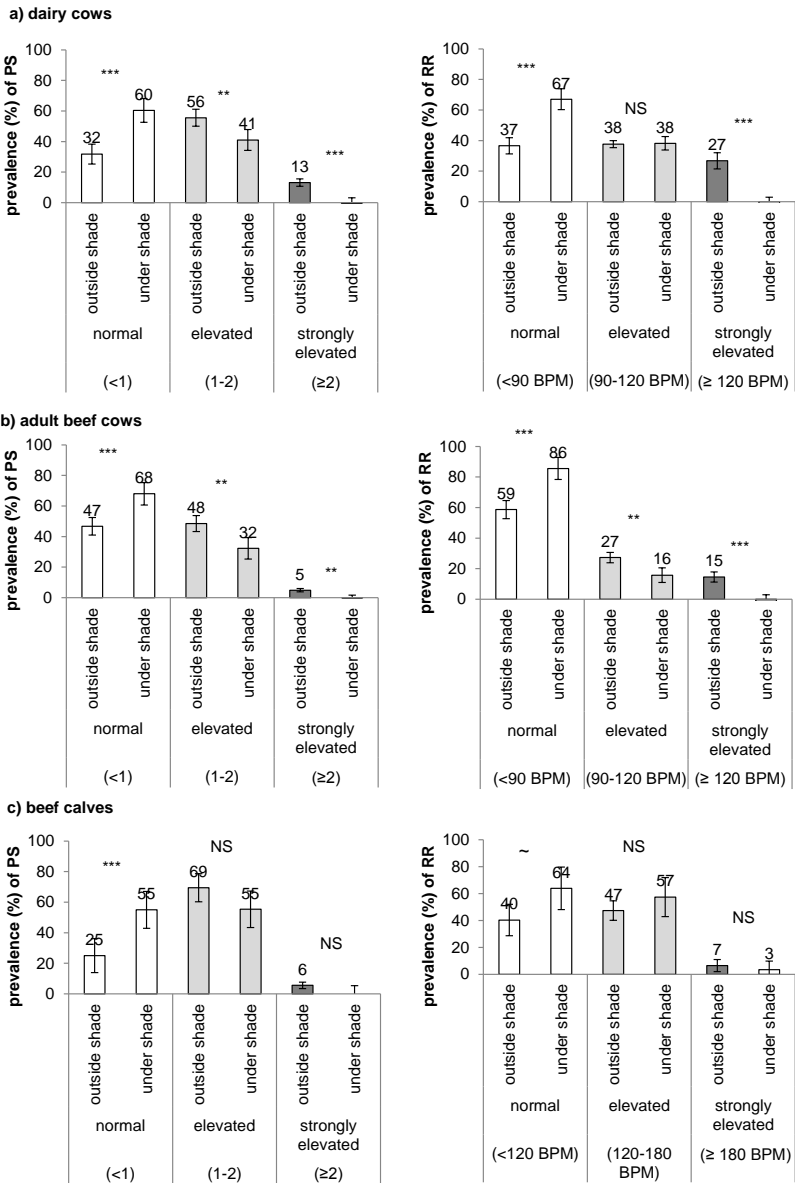 a) dairy cows
prevalence (%) of PS
100
80
60
40
20
0
***
**
***
32
60
56
41
13
outside shade
under shade
outside shade
under shade
outside shade
under shade
normal
elevated
strongly
elevated
(<1)
(1-2)
(≥2)
prevalence (%) of RR
100
80
60
40
20
0
***
NS
***
37
67
38
38
27
outside shade
under shade
outside shade
under shade
outside shade
under shade
normal
elevated
strongly
elevated
(<90 BPM)
(90-120 BPM)
(≥ 120 BPM)
b) adult beef cows
prevalence (%) of PS
100
80
60
40
20
0
***
**
**
47
68
48
32
5
outside shade
under shade
outside shade
under shade
outside shade
under shade
normal
elevated
strongly
elevated
(<1)
(1-2)
(≥2)
prevalence (%) of RR
100
80
60
40
20
0
***
**
***
59
86
27
16
15
outside shade
under shade
outside shade
under shade
outside shade
under shade
normal
elevated
strongly
elevated
(<90 BPM)
(90-120 BPM)
(≥ 120 BPM)
c) beef calves
prevalence (%) of PS
100
80
60
40
20
0
***
NS
NS
25
55
69
55
6
outside shade
under shade
outside shade
under shade
outside shade
under shade
normal
elevated
strongly
elevated
(<1)
(1-2)
(≥2)
prevalence (%) of RR
100
80
60
40
20
0
~
NS
NS
40
64
47
57
7
3
outside shade
under shade
outside shade
under shade
outside shade
under shade
normal
elevated
strongly
elevated
(<120 BPM)
(120-180
BPM)
(≥ 180 BPM)